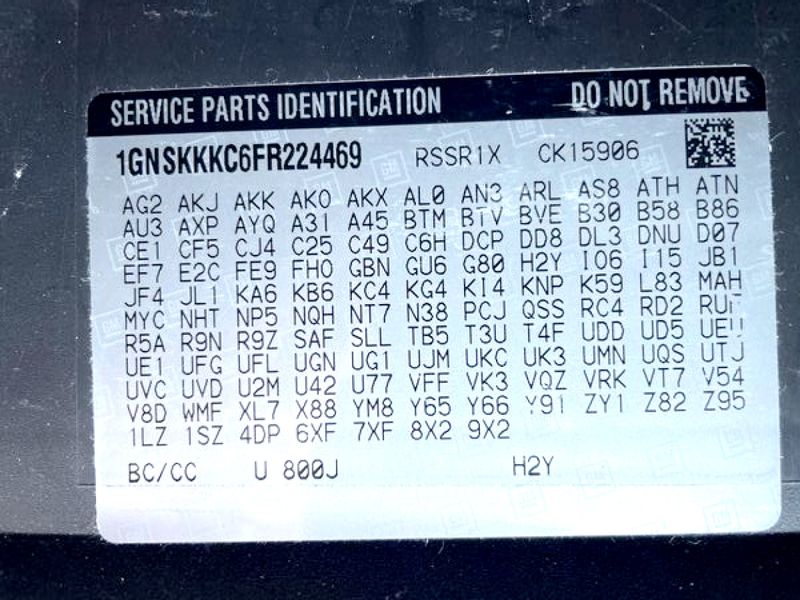 SERVICE PARTS IDENTIFICATION DO NOT REMOVE
1GNSKKKC6FR224469 RSSR1X CK15906
AG2 AKJ AKK AKO AKX AL0 AN3 ARL AS8 ATH ATN
AU3 AXP AYQ A31 A45 BTM BTV BVE B30 B58 B86
CE1 CF5 CJ4 C25 C49 C6H DCP DD8 DL3 DNU D07
EF7 E2C FE9 FHO GBN GU6 G80 H2Y I06 I15 JB1
JF4 JL1 KA6 KB6 KC4 KG4 KI4 KNP K59 L83 MAH
MYC NHT NP5 NQH NT7 N38 PCJ QSS RC4 RD2
R5A R9N R9Z SAF SLL TB5 T3U T4F UDD UD5
UE1 UFG UFL UGN UG1 UJM UKC UK3 UMN UQS UTJ
UVC UVD U2M U42 U77 VFF VK3 VQZ VRK VT7 V54
V8D WMF XL7 X88 YM8 Y65 Y66 Y91 ZY1 Z82 Z95
1LZ 1SZ 4DP 6XF 7XF 8X2 9X2
BC/CC U 800J H2Y